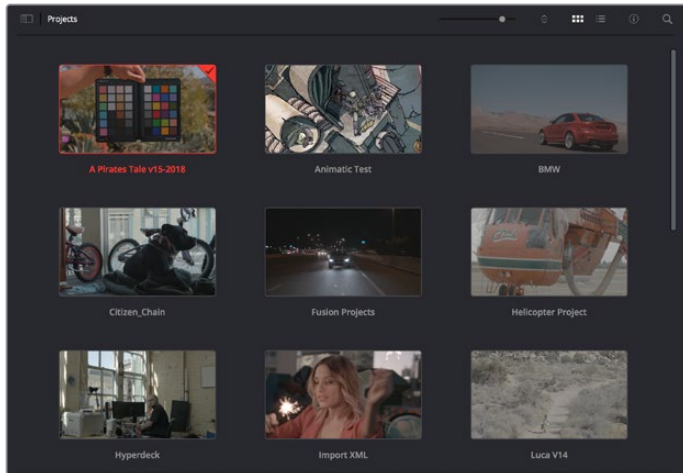 Projects
A Pirates Tale v15-2018
Animatic Test
BMW
Citizen_Chain
Fusion Projects
Helicopter Project
Hyperdeck
Import XML
Luca V14